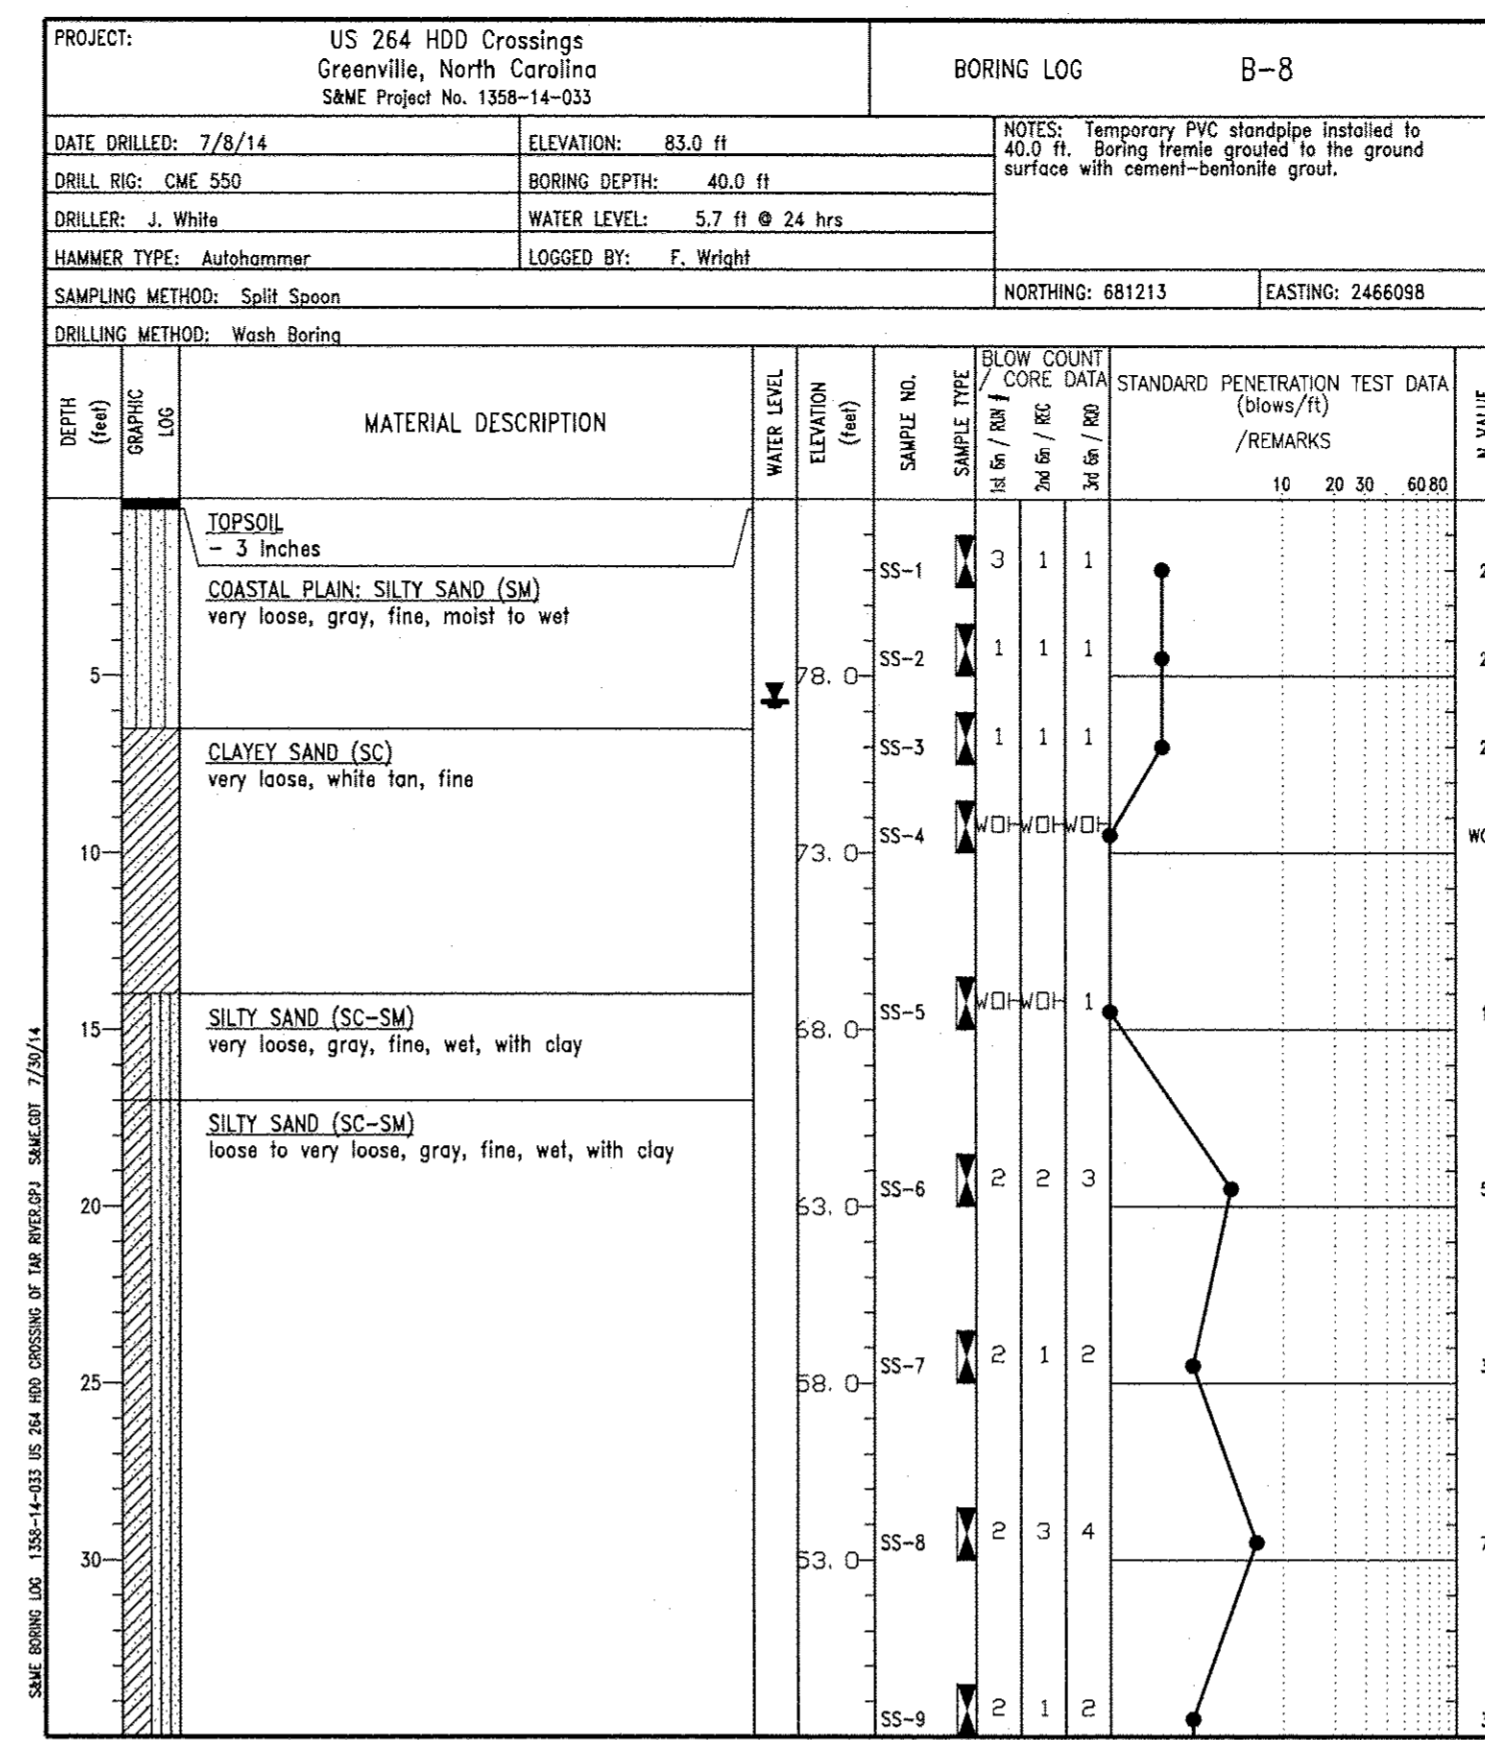 PROJECT:
US 264 HDD Crossings
Greenville, North Carolina
S&ME Project No. 1358-14-033
BORING LOG B-8
DATE DRILLED: 7/8/14
ELEVATION: 83.0 ft
NOTES: Temporary PVC standpipe installed to
40.0 ft. Boring tremie grouted to the ground
surface with cement-bentonite grout.
DRILL RIG: CME 550
BORING DEPTH: 40.0 ft
DRILLER: J. White
WATER LEVEL: 5.7 ft @ 24 hrs
HAMMER TYPE: Autohammer
LOGGED BY: F. Wright
SAMPLING METHOD: Split Spoon
NORTHING: 681213
EASTING: 2466098
DRILLING METHOD: Wash Boring
DEPTH
(feet)
GRAPHIC
LOG
MATERIAL DESCRIPTION
WATER LEVEL
ELEVATION
(feet)
SAMPLE NO.
SAMPLE TYPE
BLOW COUNT
/ CORE DATA
1st 6in / RUN #
2nd 6in / REC
3rd 6in / RQD
STANDARD PENETRATION TEST DATA
(blows/ft)
/REMARKS
10 20 30 60 80
N VALUE
TOPSOIL
- 3 Inches
SS-1 3 1 1 2
COASTAL PLAIN: SILTY SAND (SM)
very loose, gray, fine, moist to wet
SS-2 1 1 1 2
5 78.0
SS-3 1 1 1 2
CLAYEY SAND (SC)
very loose, white tan, fine
SS-4 WOH WOH WOH
10 73.0
SS-5 WOH WOH 1 1
SILTY SAND (SC-SM)
very loose, gray, fine, wet, with clay
15 68.0
SILTY SAND (SC-SM)
loose to very loose, gray, fine, wet, with clay
SS-6 2 2 3 5
20 63.0
SS-7 2 1 2 3
25 58.0
SS-8 2 3 4 7
30 53.0
SS-9 2 1 2 3
S&ME BORING LOG 1358-14-033 US 264 HDD CROSSING OF TAR RIVER.GPJ S&ME.GDT 7/30/14